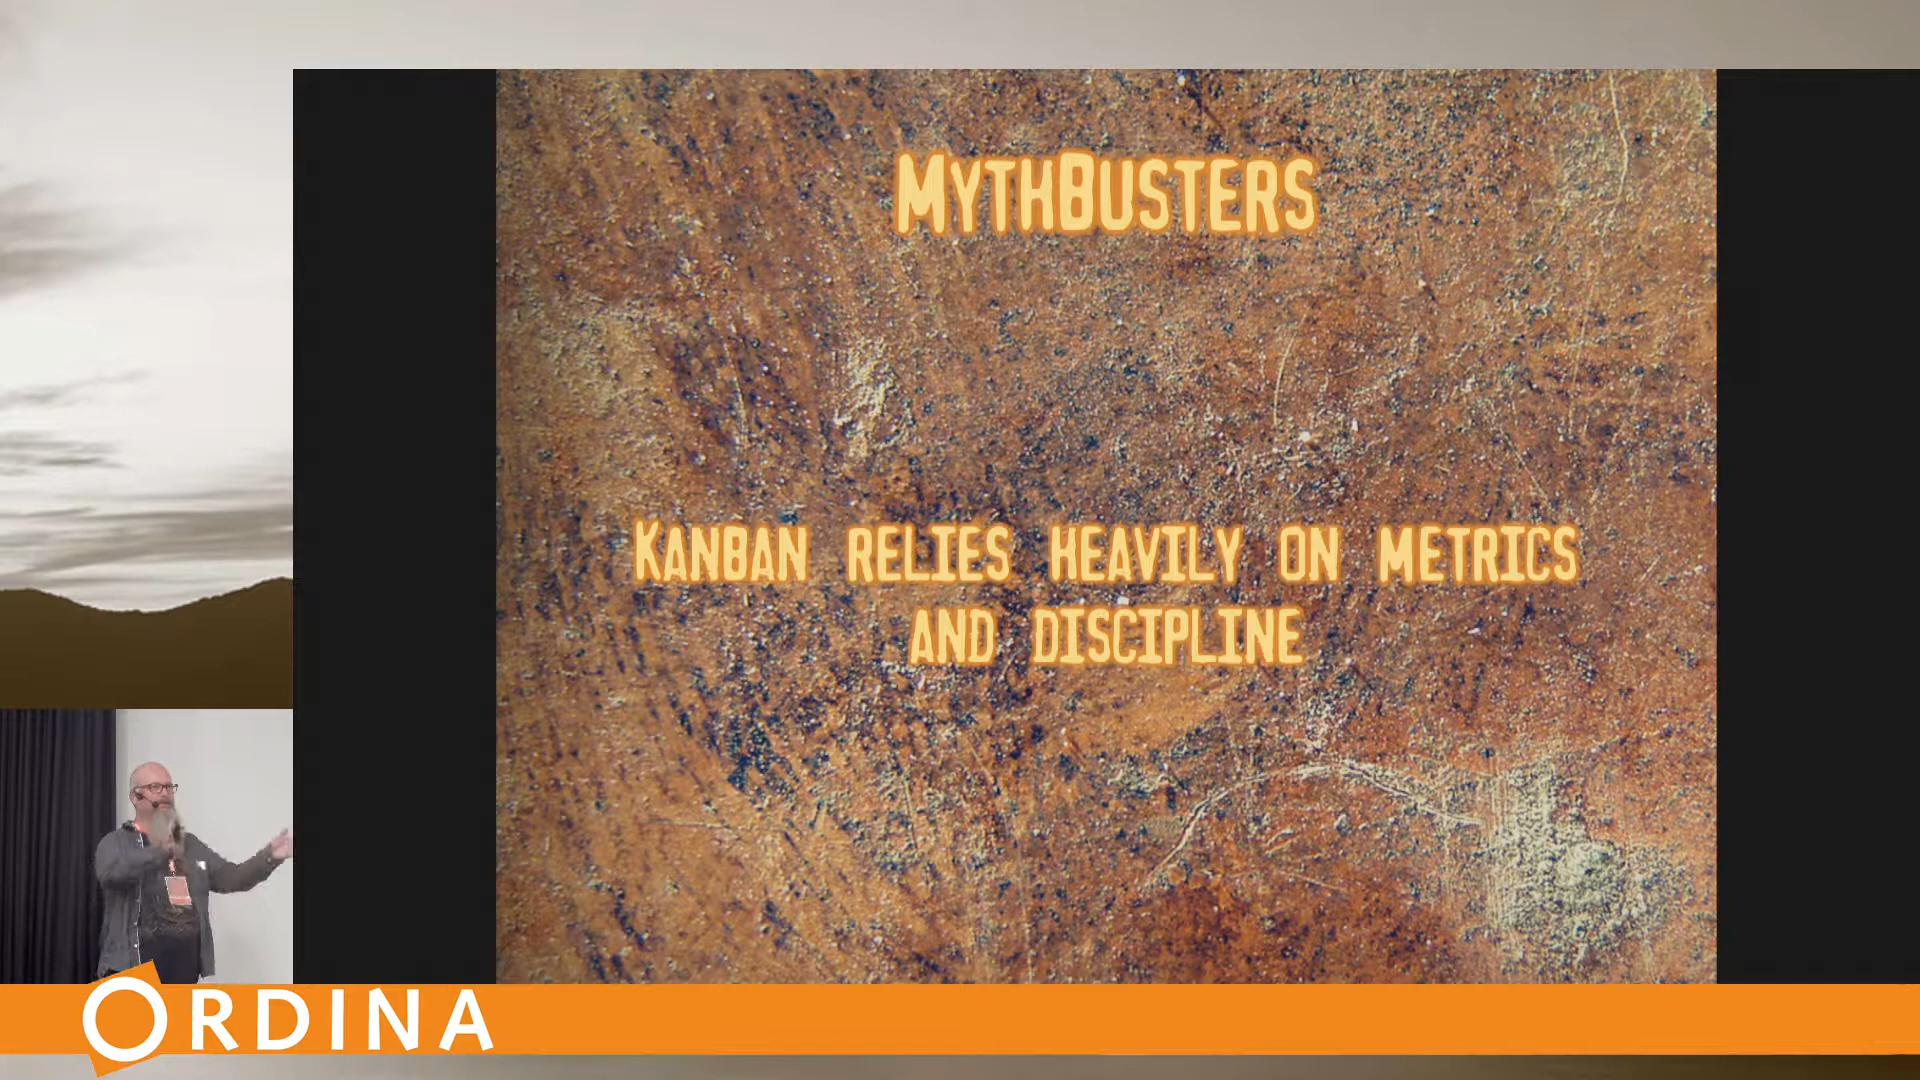 MythBusters
Kanban relies heavily on metrics
and discipline
ORDINA